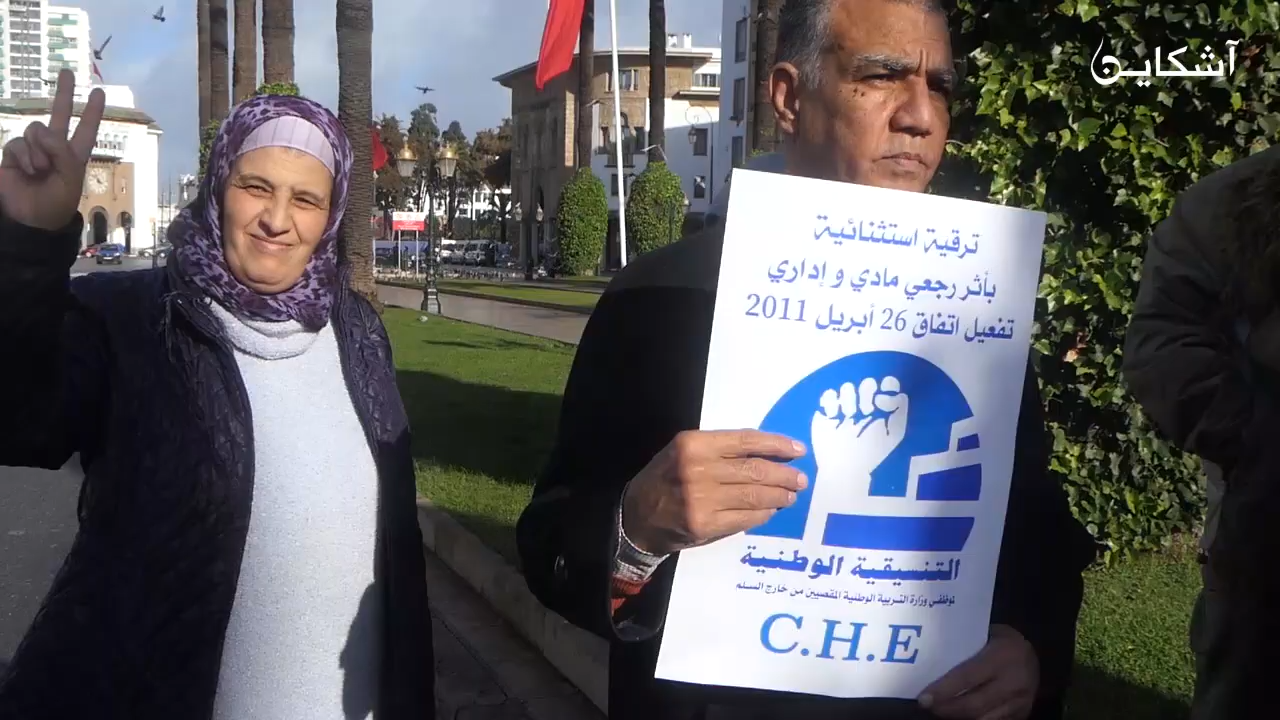 آشكاين
ترقية استثنائية
بأثر رجعي مادي و إداري
تفعيل اتفاق 26 أبريل 2011
التنسيقية الوطنية
لموظفي وزارة التربية الوطنية المقصيين من خارج السلم
C.H.E